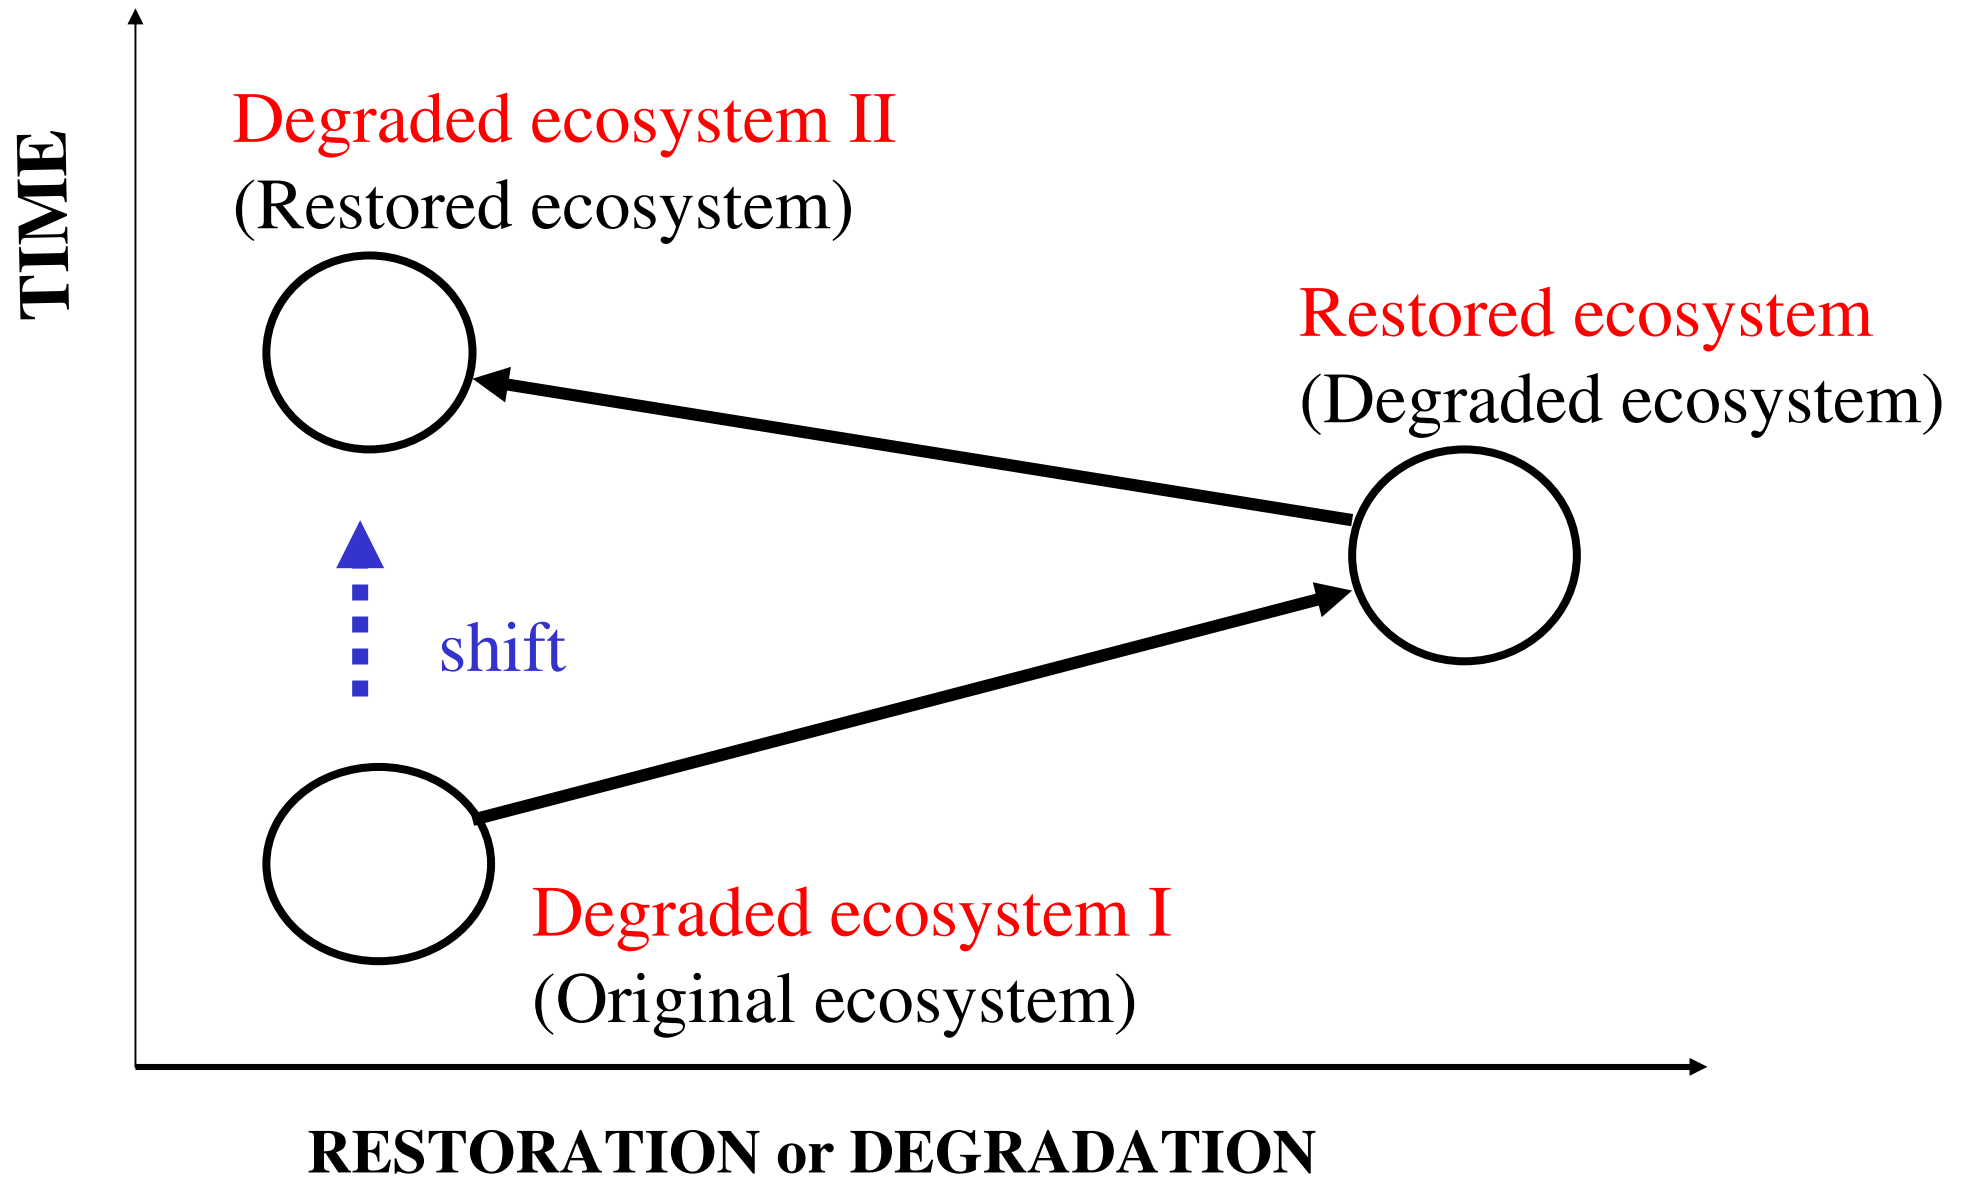 TIME
Degraded ecosystem II
(Restored ecosystem)
Restored ecosystem
(Degraded ecosystem)
shift
Degraded ecosystem I
(Original ecosystem)
RESTORATION or DEGRADATION